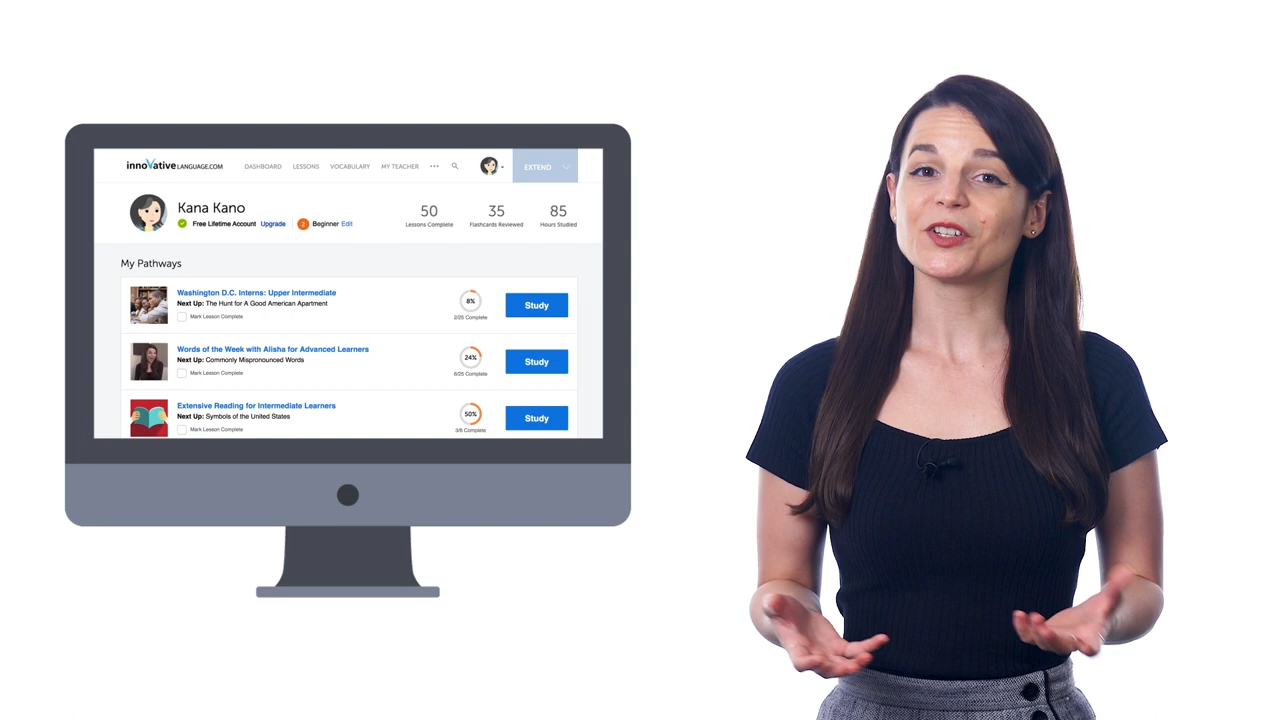 innoVative LANGUAGE.COM DASHBOARD LESSONS VOCABULARY MY TEACHER ••• EXTEND
Kana Kano
Free Lifetime Account Upgrade 2 Beginner Edit
50 35 85
Lessons Complete Flashcards Reviewed Hours Studied
My Pathways
Washington D.C. Interns: Upper Intermediate
Next Up: The Hunt for A Good American Apartment
Mark Lesson Complete
8%
2/25 Complete
Study
Words of the Week with Alisha for Advanced Learners
Next Up: Commonly Mispronounced Words
Mark Lesson Complete
24%
6/25 Complete
Study
Extensive Reading for Intermediate Learners
Next Up: Symbols of the United States
Mark Lesson Complete
50%
3/6 Complete
Study